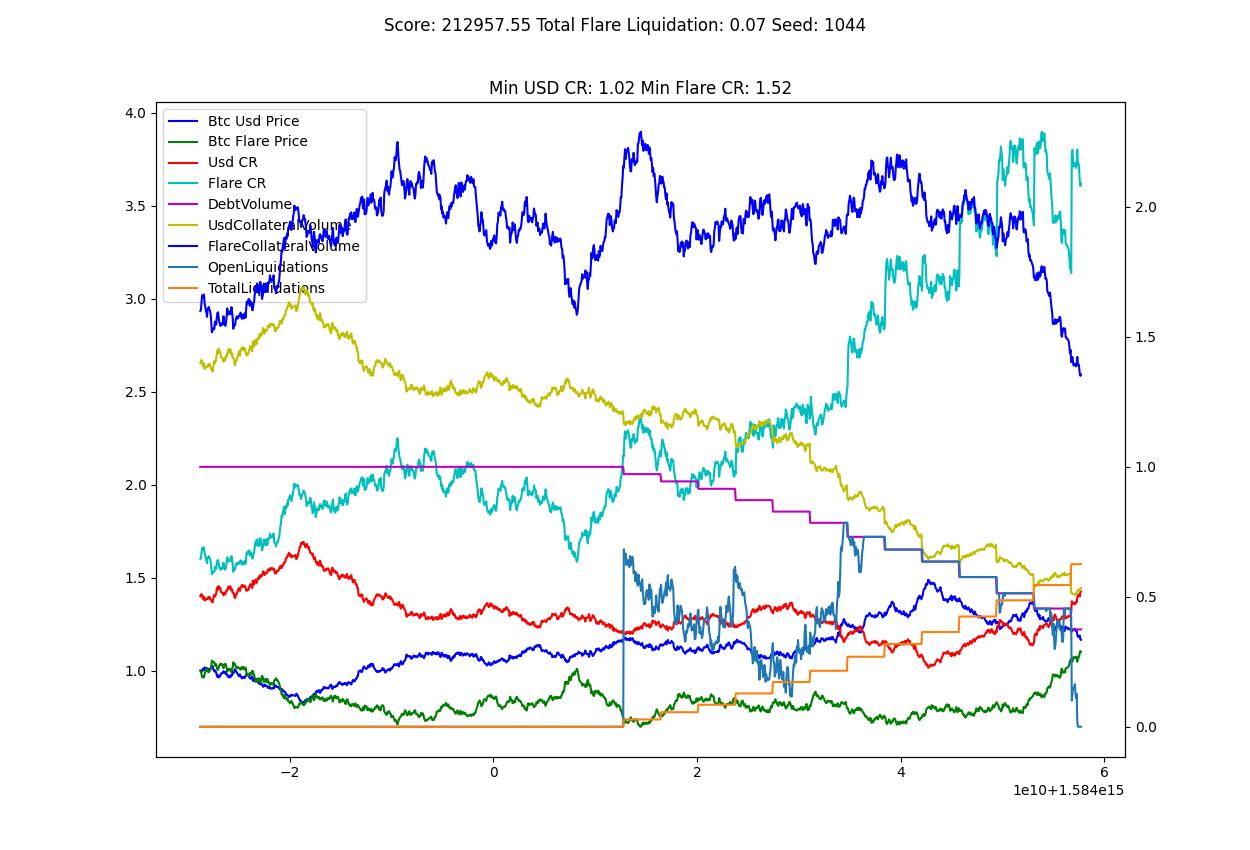 Score: 212957.55 Total Flare Liquidation: 0.07 Seed: 1044
Min USD CR: 1.02 Min Flare CR: 1.52
4.0
3.5
3.0
2.5
2.0
1.5
1.0
Btc Usd Price
Btc Flare Price
Usd CR
Flare CR
DebtVolume
UsdCollateralVolume
FlareCollateralVolume
OpenLiquidations
TotalLiquidations
2.0
1.5
1.0
0.5
0.0
−2 0 2 4 6
1e10+1.584e15